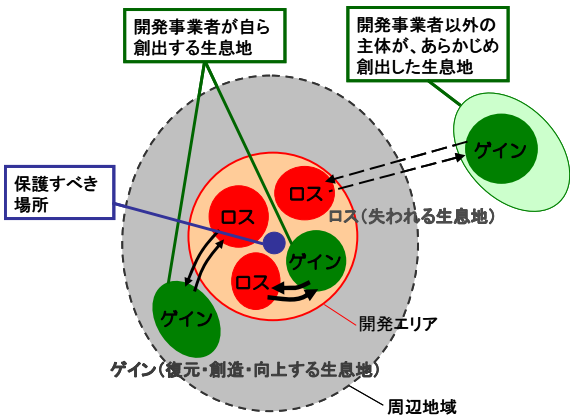 開発事業者が自ら
創出する生息地
開発事業者以外の
主体が、あらかじめ
創出した生息地
ゲイン
保護すべき
場所
ロス
ロス
ロス（失われる生息地）
ゲイン
ロス
ゲイン
開発エリア
ゲイン（復元・創造・向上する生息地）
周辺地域